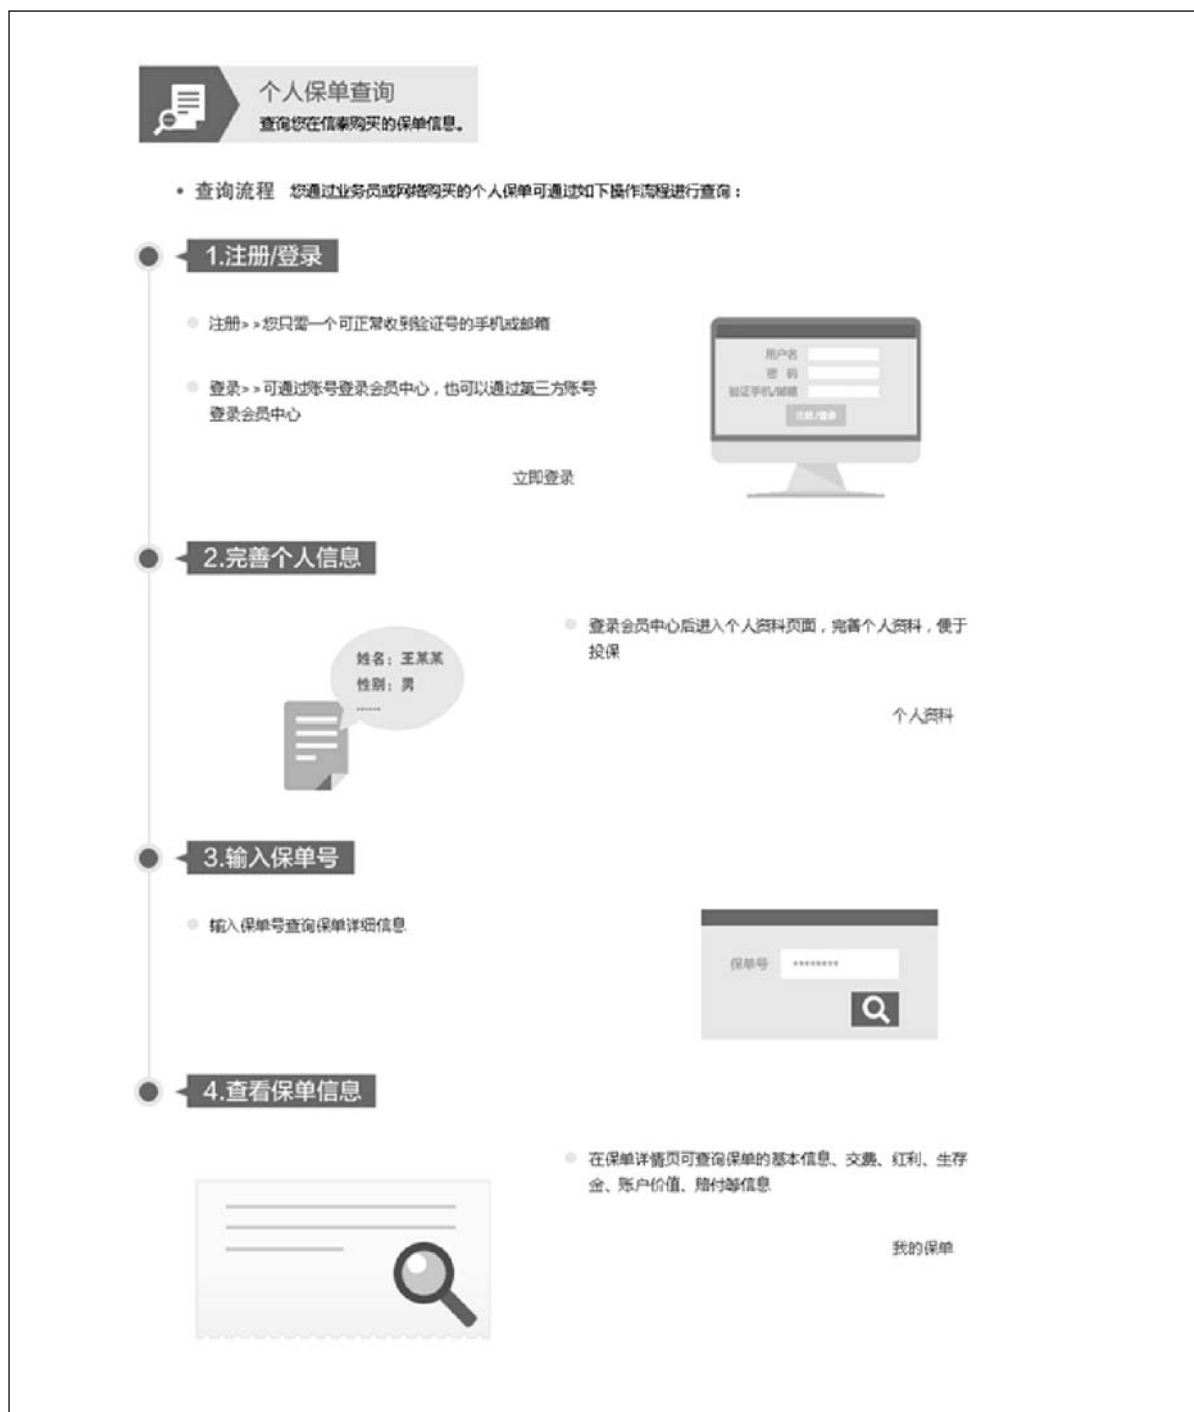 个人保单查询
查询您在信泰购买的保单信息。
• 查询流程 您通过业务员或网络购买的个人保单可通过如下操作流程进行查询：
1.注册/登录
注册>>您只需一个可正常收到验证号的手机或邮箱
登录>>可通过账号登录会员中心，也可以通过第三方账号
登录会员中心
用户名
密 码
验证手机/邮箱
注册/登录
立即登录
2.完善个人信息
登录会员中心后进入个人资料页面，完善个人资料，便于
投保
姓名：王某某
性别：男
......
个人资料
3.输入保单号
输入保单号查询保单详细信息
保单号 ********
4.查看保单信息
在保单详情页可查询保单的基本信息、交费、红利、生存
金、账户价值、赔付等信息
我的保单